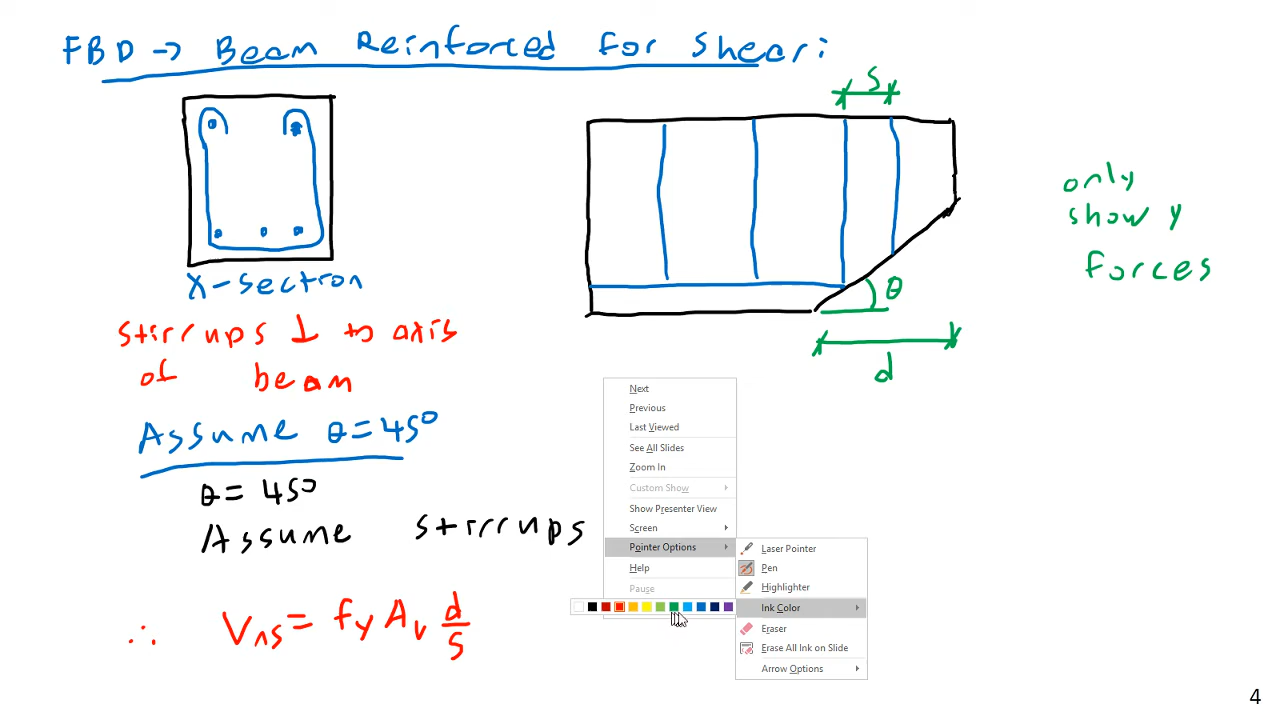 FBD → Beam Reinforced for Shear:
S
only
show y
forces
θ
d
X-section
stirrups ⊥ to axis
of beam
Assume θ=45°
θ= 45°
Assume stirrups
∴ Vns= fy Av d/s
Next
Previous
Last Viewed
See All Slides
Zoom In
Custom Show
Show Presenter View
Screen
Pointer Options
Help
Pause
Laser Pointer
Pen
Highlighter
Ink Color
Eraser
Erase All Ink on Slide
Arrow Options
4